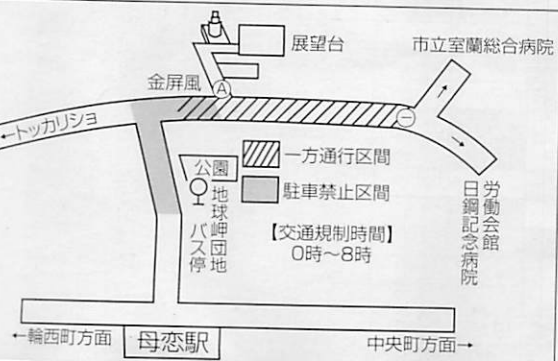 展望台
市立室蘭総合病院
金屏風
A
←トッカリショ
一方通行区間
公園
駐車禁止区間
地球岬団地
バス停
【交通規制時間】
0時～8時
労働会館
日鋼記念病院
←輪西町方面
母恋駅
中央町方面→